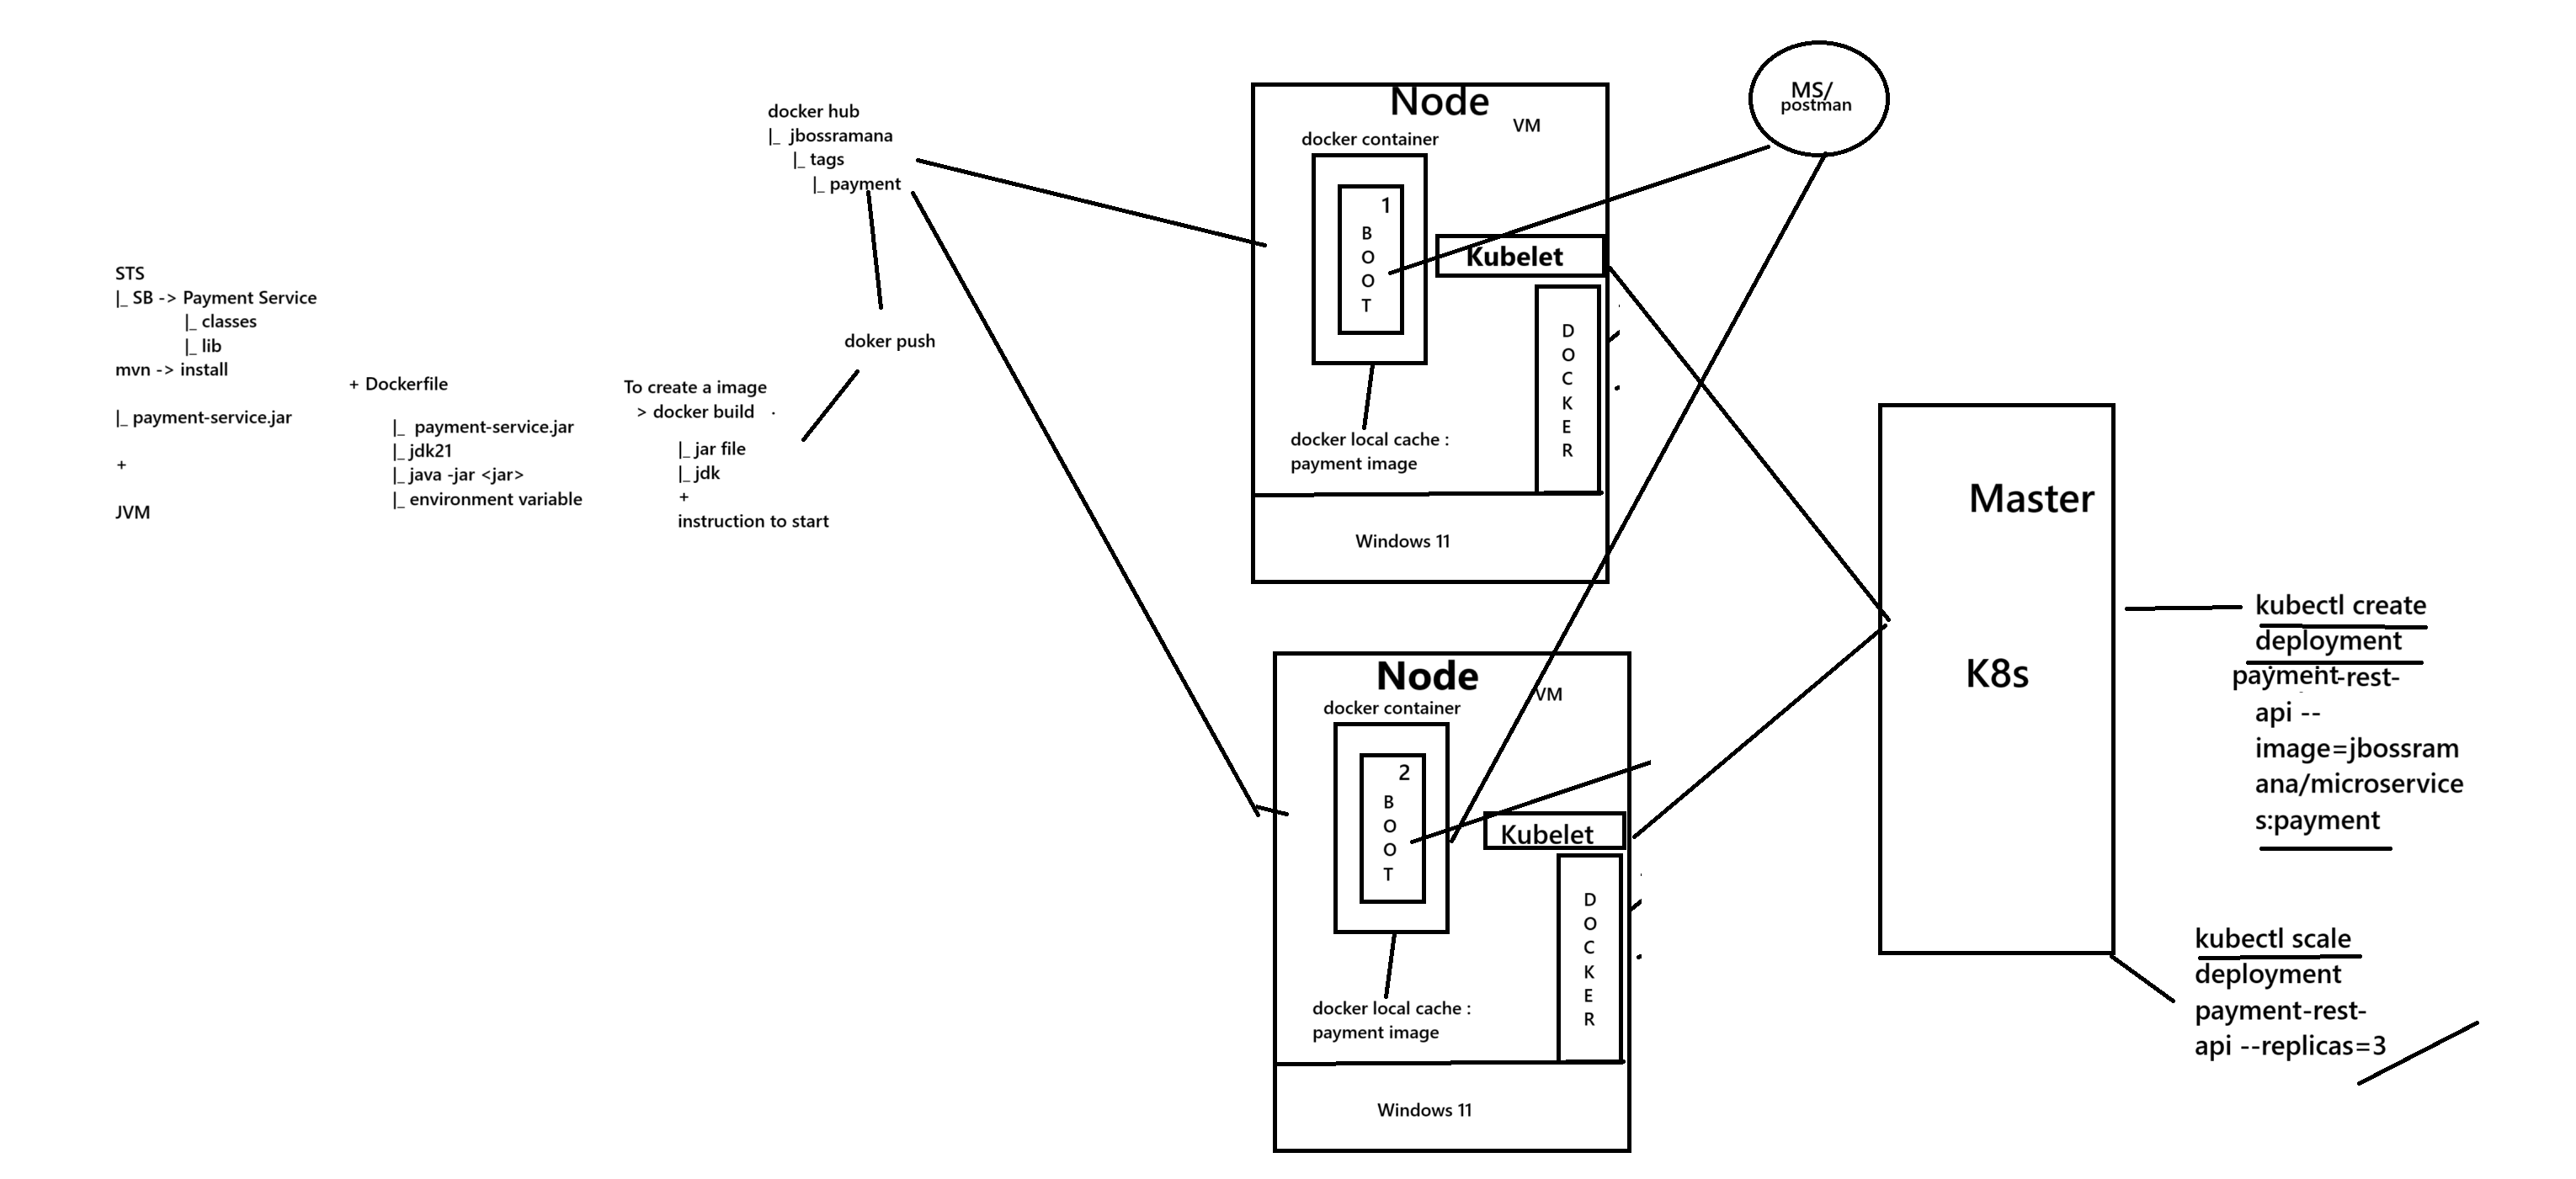 docker hub
|_ jbossramana
|_ tags
|_ payment
doker push
STS
|_ SB -> Payment Service
|_ classes
|_ lib
mvn -> install
|_ payment-service.jar
+
JVM
+ Dockerfile
|_ payment-service.jar
|_ jdk21
|_ java -jar <jar>
|_ environment variable
To create a image
> docker build .
|_ jar file
|_ jdk
+
instruction to start
Node
VM
docker container
1
B
O
O
T
Kubelet
D
O
C
K
E
R
docker local cache :
payment image
Windows 11
MS/
postman
Node
VM
docker container
2
B
O
O
T
Kubelet
D
O
C
K
E
R
docker local cache :
payment image
Windows 11
Master
K8s
kubectl create
deployment
payment-rest-
api --
image=jbossram
ana/microservice
s:payment
kubectl scale
deployment
payment-rest-
api --replicas=3